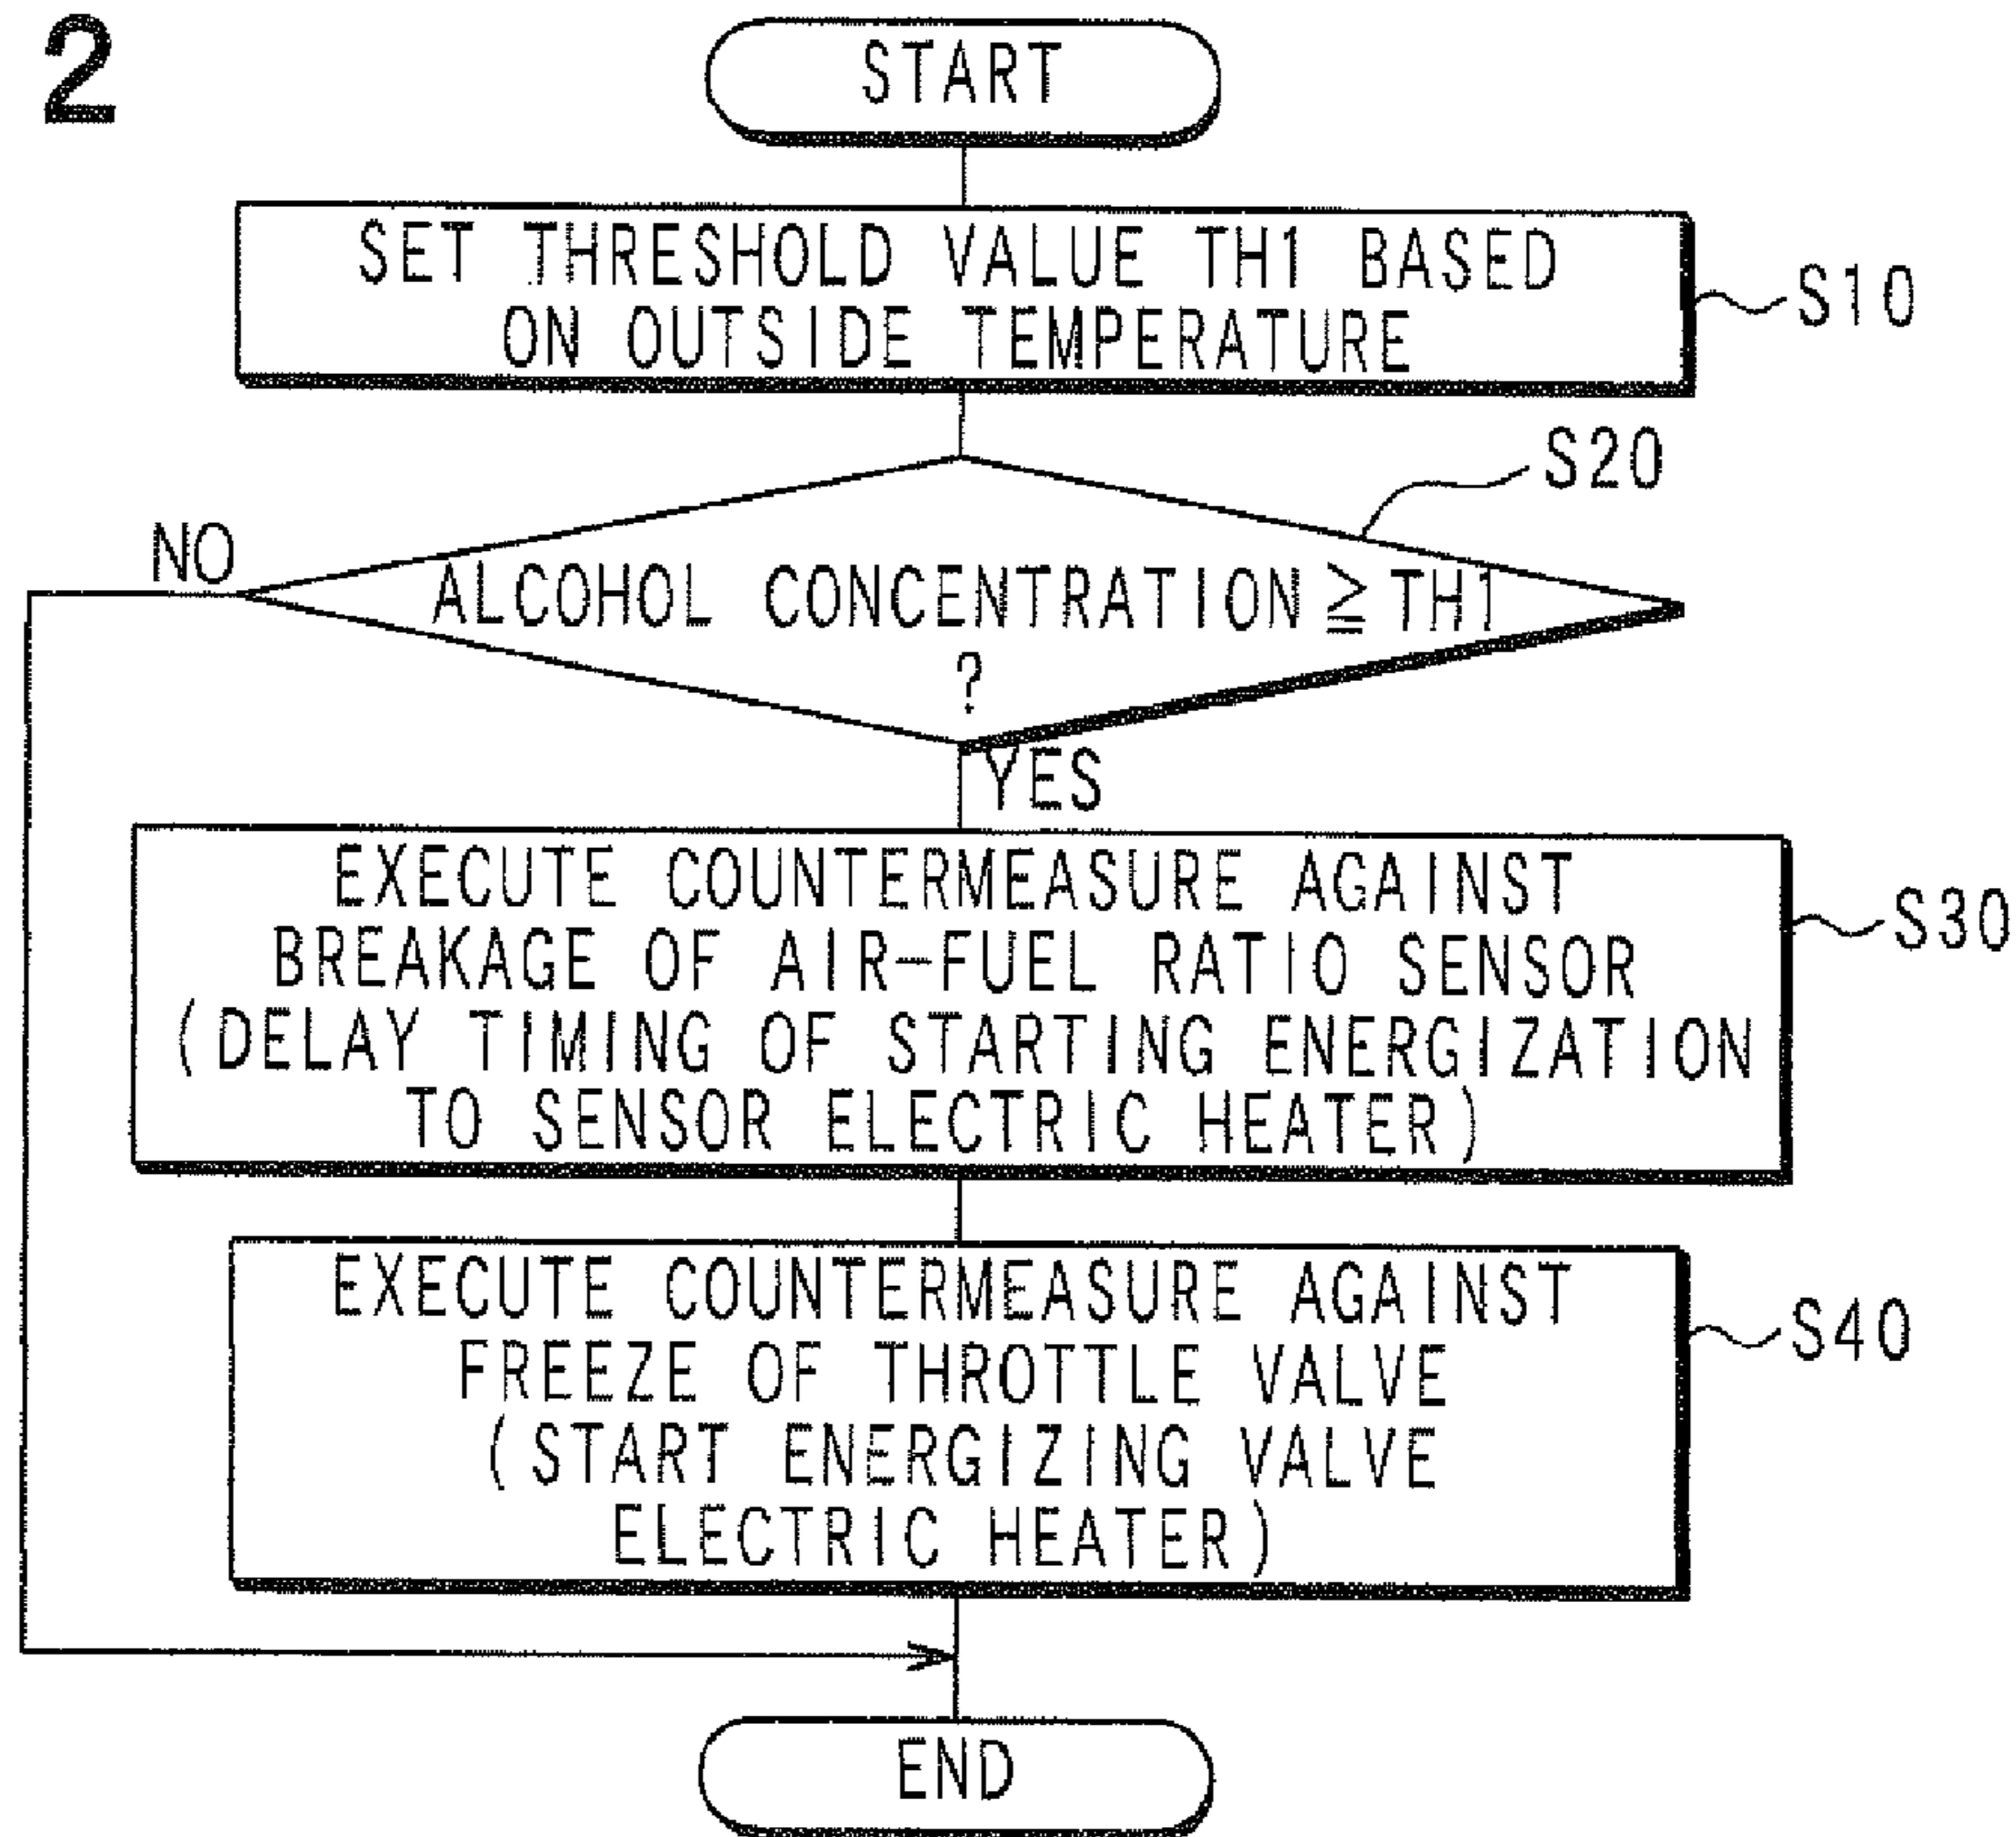 2
START
SET THRESHOLD VALUE TH1 BASED
ON OUTSIDE TEMPERATURE
S10
S20
NO
ALCOHOL CONCENTRATION ≧ TH1
?
YES
EXECUTE COUNTERMEASURE AGAINST
BREAKAGE OF AIR-FUEL RATIO SENSOR
(DELAY TIMING OF STARTING ENERGIZATION
TO SENSOR ELECTRIC HEATER)
S30
EXECUTE COUNTERMEASURE AGAINST
FREEZE OF THROTTLE VALVE
(START ENERGIZING VALVE
ELECTRIC HEATER)
S40
END